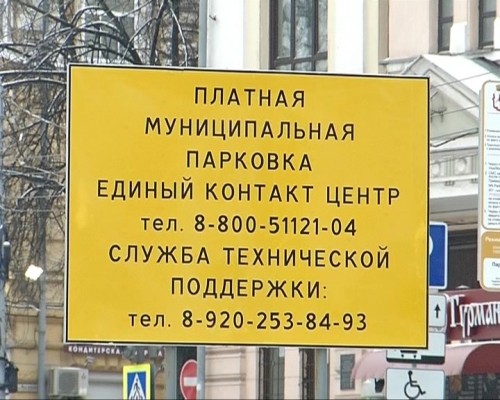 ПЛАТНАЯ
МУНИЦИПАЛЬНАЯ
ПАРКОВКА
ЕДИНЫЙ КОНТАКТ ЦЕНТР
тел. 8-800-51121-04
СЛУЖБА ТЕХНИЧЕСКОЙ
ПОДДЕРЖКИ:
тел. 8-920-253-84-93
КОНДИТЕРСКА